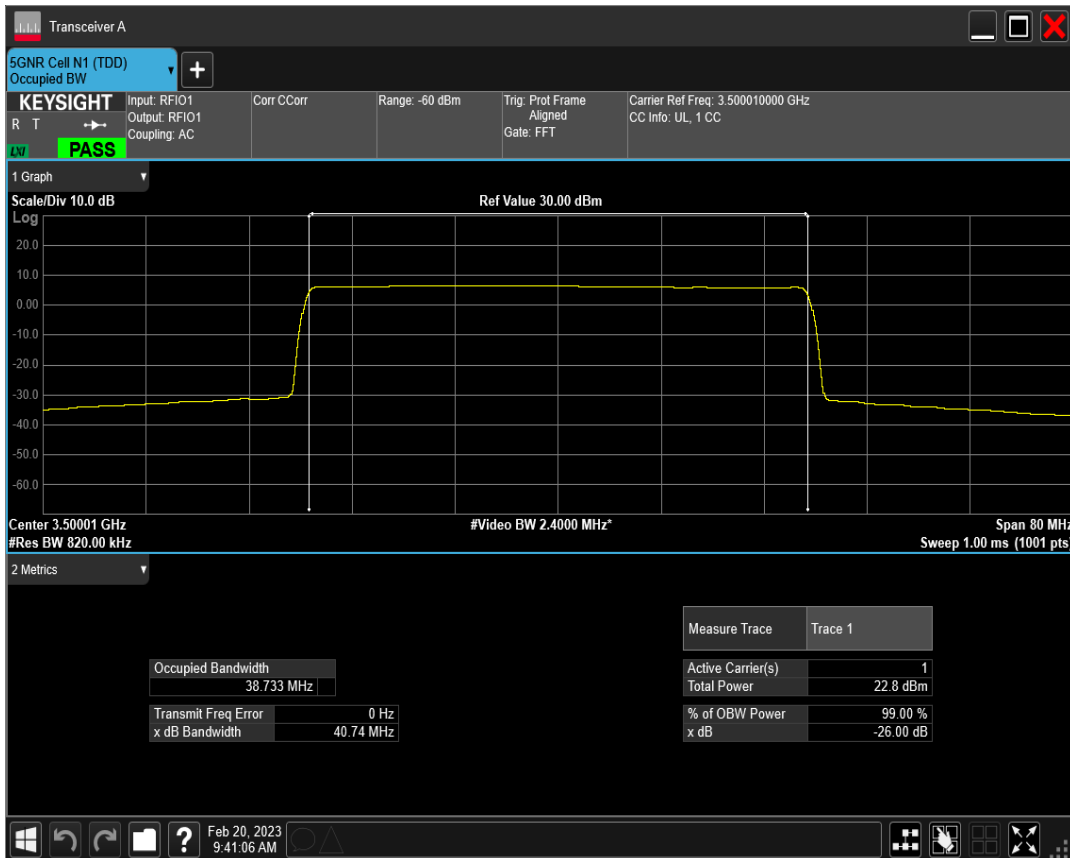 Transceiver A
5GNR Cell N1 (TDD)
Occupied BW
+
KEYSIGHT
R T
LXI
PASS
Input: RFIO1
Output: RFIO1
Coupling: AC
Corr CCorr
Range: -60 dBm
Trig: Prot Frame
Aligned
Gate: FFT
Carrier Ref Freq: 3.500010000 GHz
CC Info: UL, 1 CC
1 Graph
Scale/Div 10.0 dB
Ref Value 30.00 dBm
Log
20.0
10.0
0.00
-10.0
-20.0
-30.0
-40.0
-50.0
-60.0
Center 3.50001 GHz
#Video BW 2.4000 MHz*
Span 80 MHz
#Res BW 820.00 kHz
Sweep 1.00 ms (1001 pts)
2 Metrics
Measure Trace Trace 1
Occupied Bandwidth
38.733 MHz
Transmit Freq Error 0 Hz
x dB Bandwidth 40.74 MHz
Active Carrier(s) 1
Total Power 22.8 dBm
% of OBW Power 99.00 %
x dB -26.00 dB
?
Feb 20, 2023
9:41:06 AM